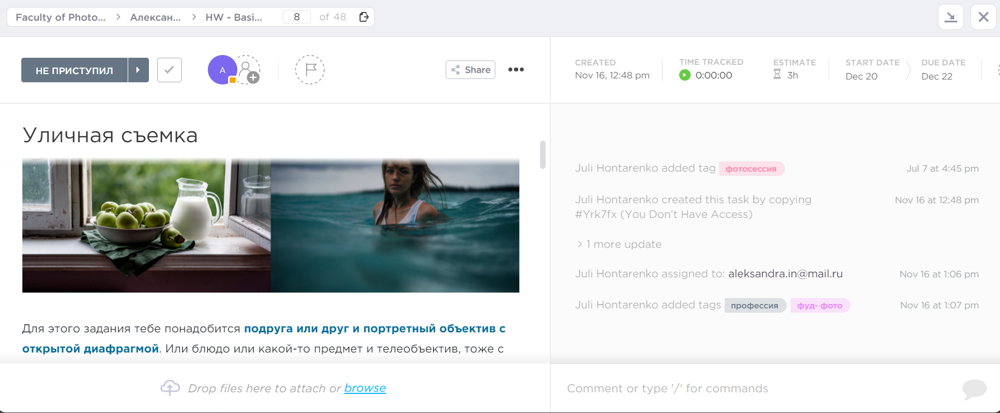 Faculty of Photo... > Алексан... > HW - Basi... 8 of 48
НЕ ПРИСТУПИЛ
A
Share
CREATED
Nov 16, 12:48 pm
TIME TRACKED
0:00:00
ESTIMATE
3h
START DATE
Dec 20
DUE DATE
Dec 22
Уличная съемка
Для этого задания тебе понадобится подруга или друг и портретный объектив с
открытой диафрагмой. Или блюдо или какой-то предмет и телеобъектив, тоже с
Drop files here to attach or browse
Juli Hontarenko added tag фотосессия Jul 7 at 4:45 pm
Juli Hontarenko created this task by copying Nov 16 at 12:48 pm
#Yrk7fx (You Don't Have Access)
> 1 more update
Juli Hontarenko assigned to: aleksandra.in@mail.ru Nov 16 at 1:06 pm
Juli Hontarenko added tags профессия фуд- фото Nov 16 at 1:07 pm
Comment or type '/' for commands